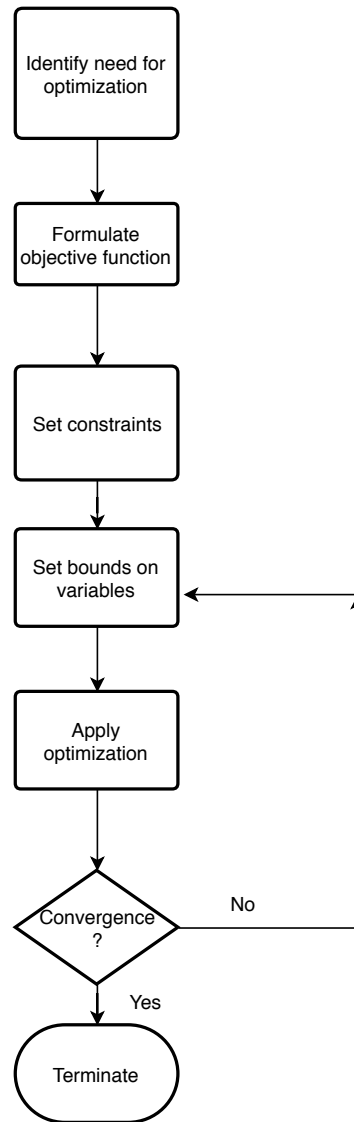 Identify need for
optimization
Formulate
objective function
Set constraints
Set bounds on
variables
Apply
optimization
Convergence
?
No
Yes
Terminate